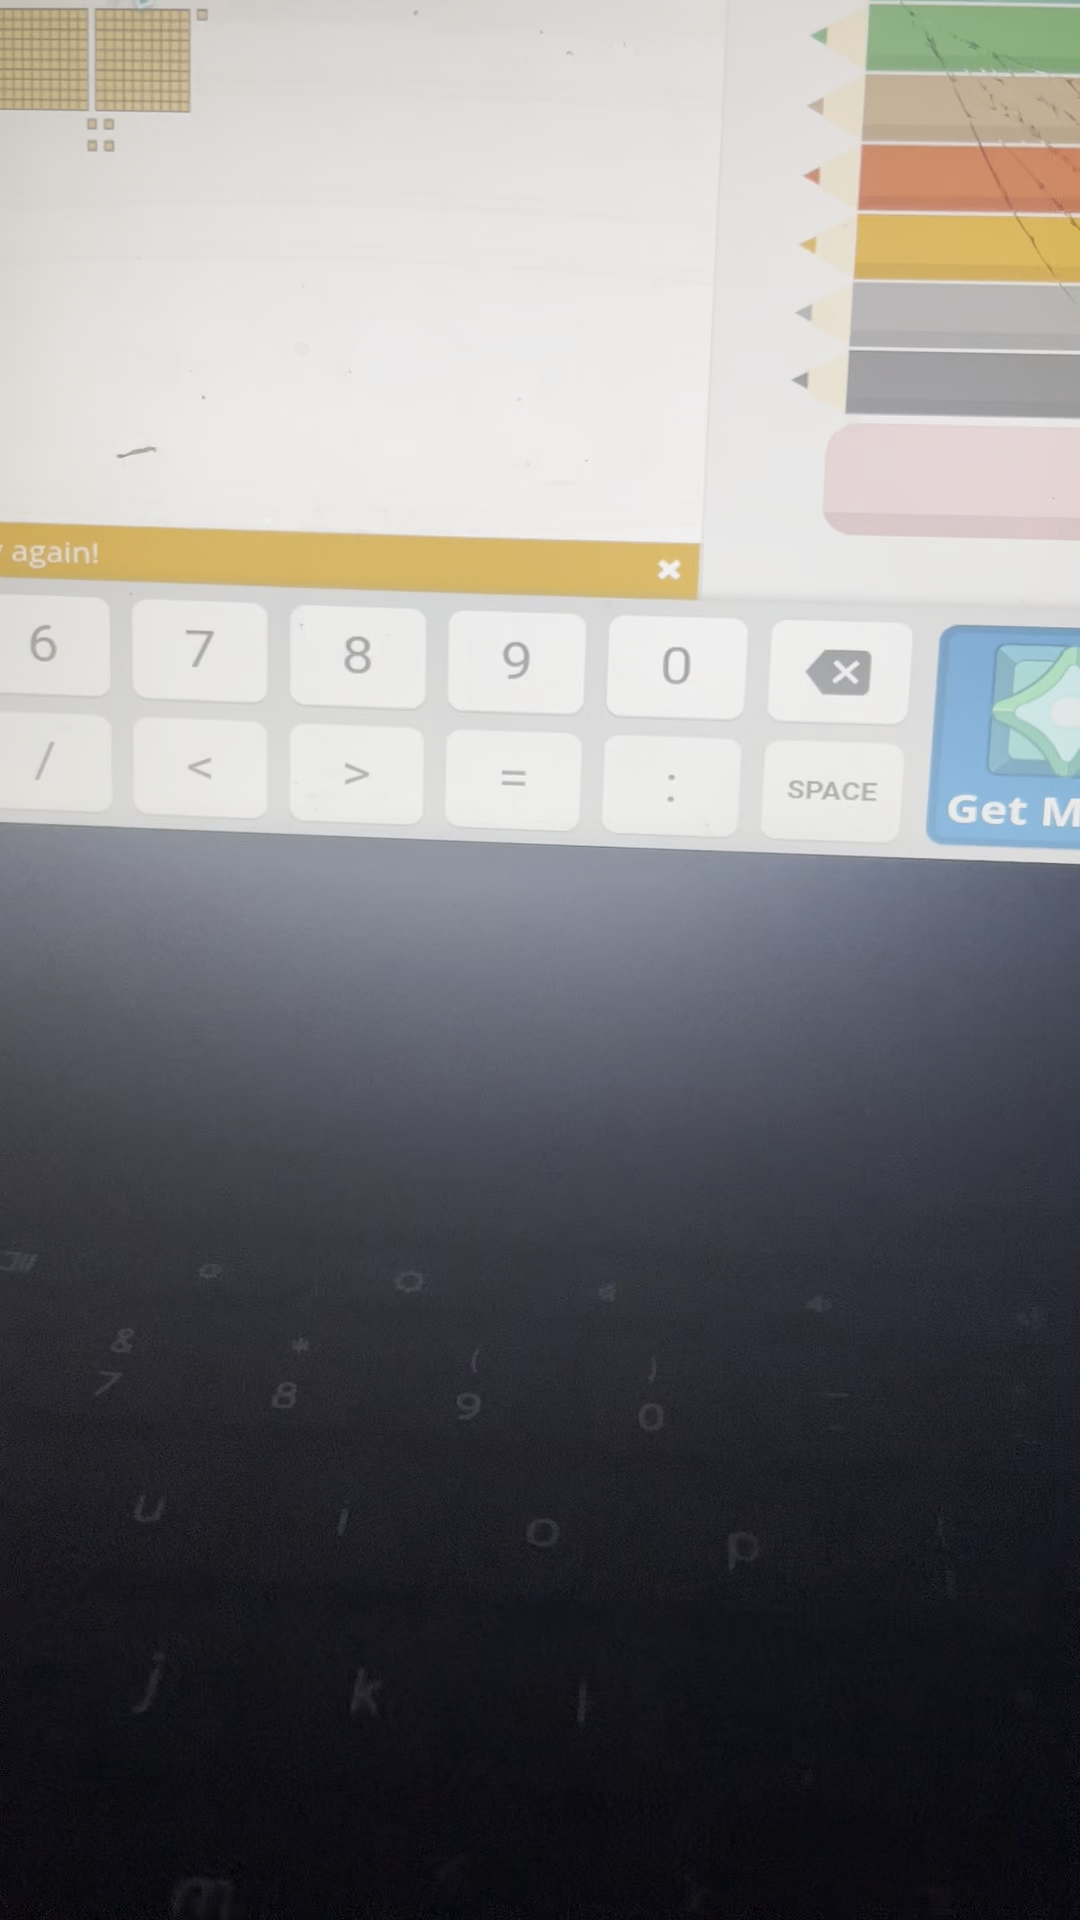 again!
6 7 8 9 0
/ < > = : SPACE
Get M
& * ( )
7 8 9 0
u i o p
j k l
m